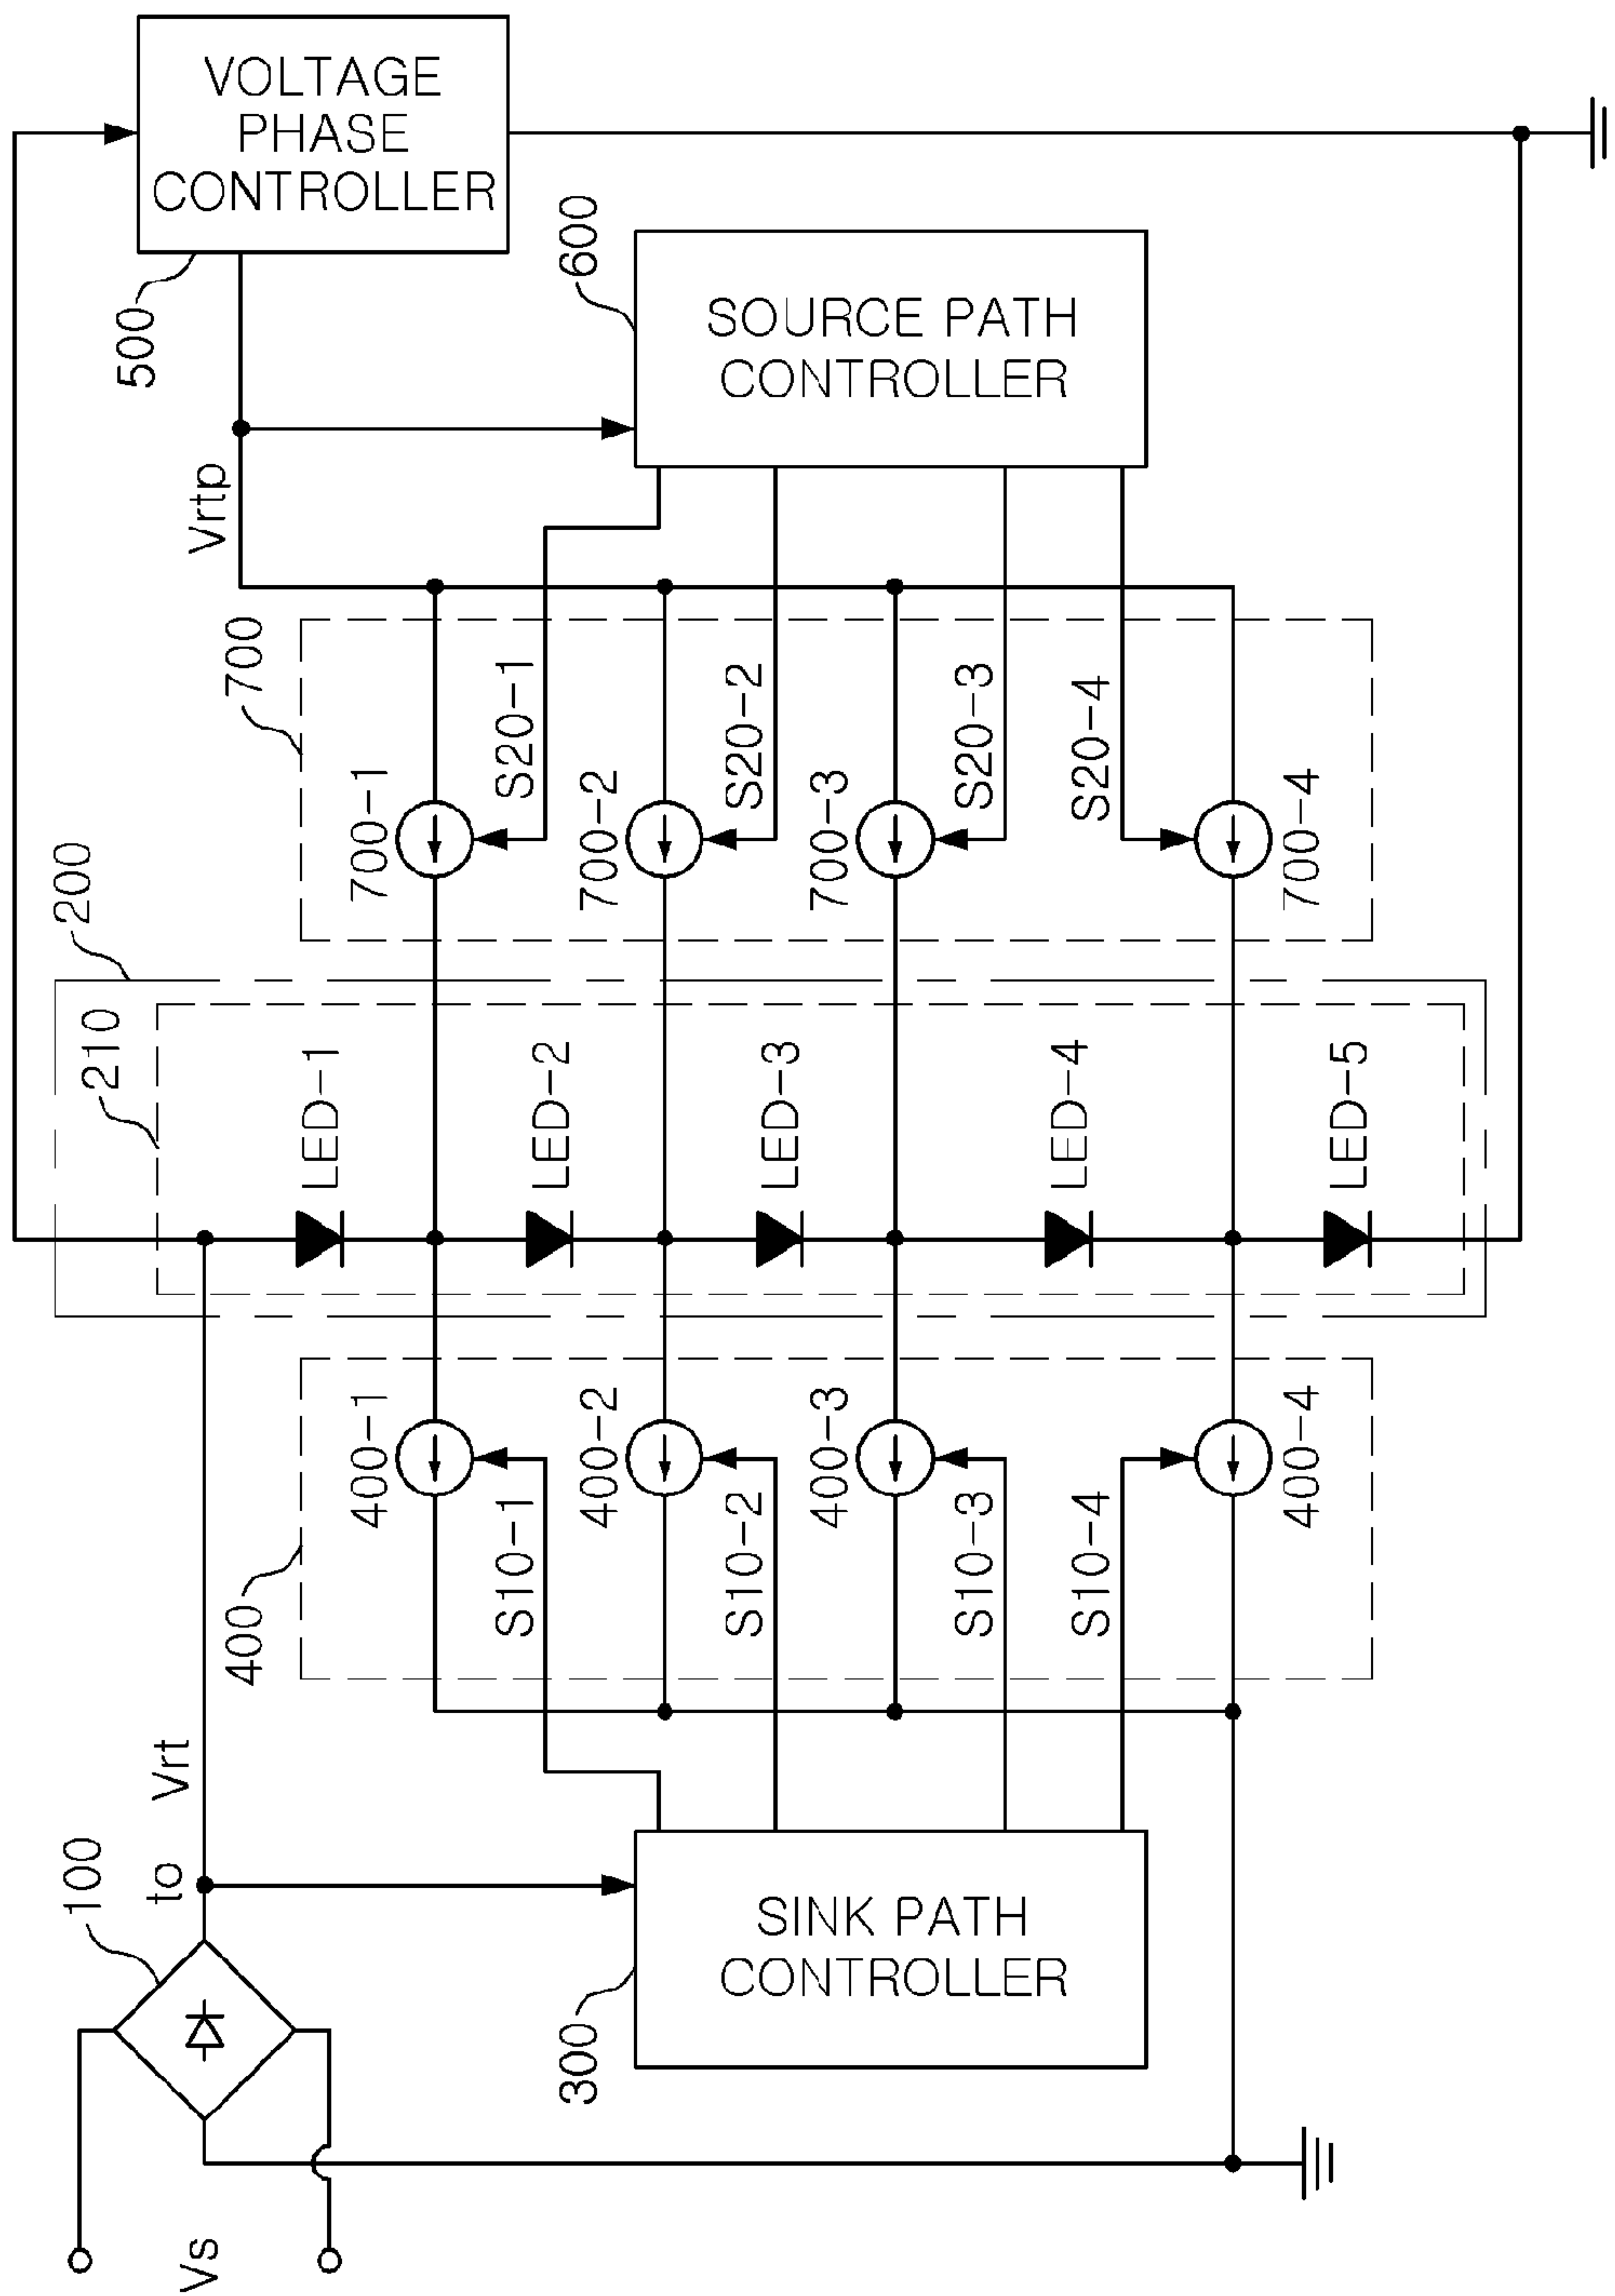 VOLTAGE
PHASE
CONTROLLER
500
600
SOURCE PATH
CONTROLLER
Vrtp
700
700-1
S20-1
700-2
S20-2
700-3
S20-3
S20-4
700-4
200
210
LED-1
LED-2
LED-3
LED-4
LED-5
400
400-1
S10-1
400-2
S10-2
400-3
S10-3
S10-4
400-4
Vrt
to
100
SINK PATH
CONTROLLER
300
Vs